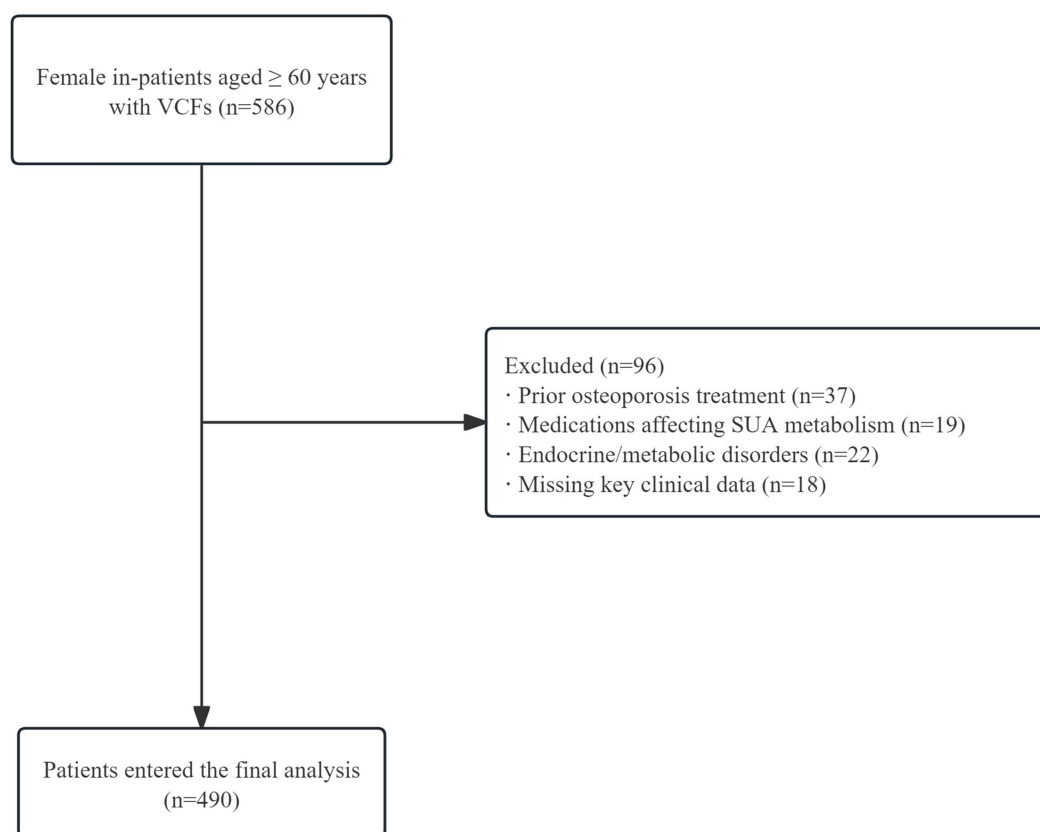 Female in-patients aged ≥ 60 years
with VCFs (n=586)
Excluded (n=96)
· Prior osteoporosis treatment (n=37)
· Medications affecting SUA metabolism (n=19)
· Endocrine/metabolic disorders (n=22)
· Missing key clinical data (n=18)
Patients entered the final analysis
(n=490)